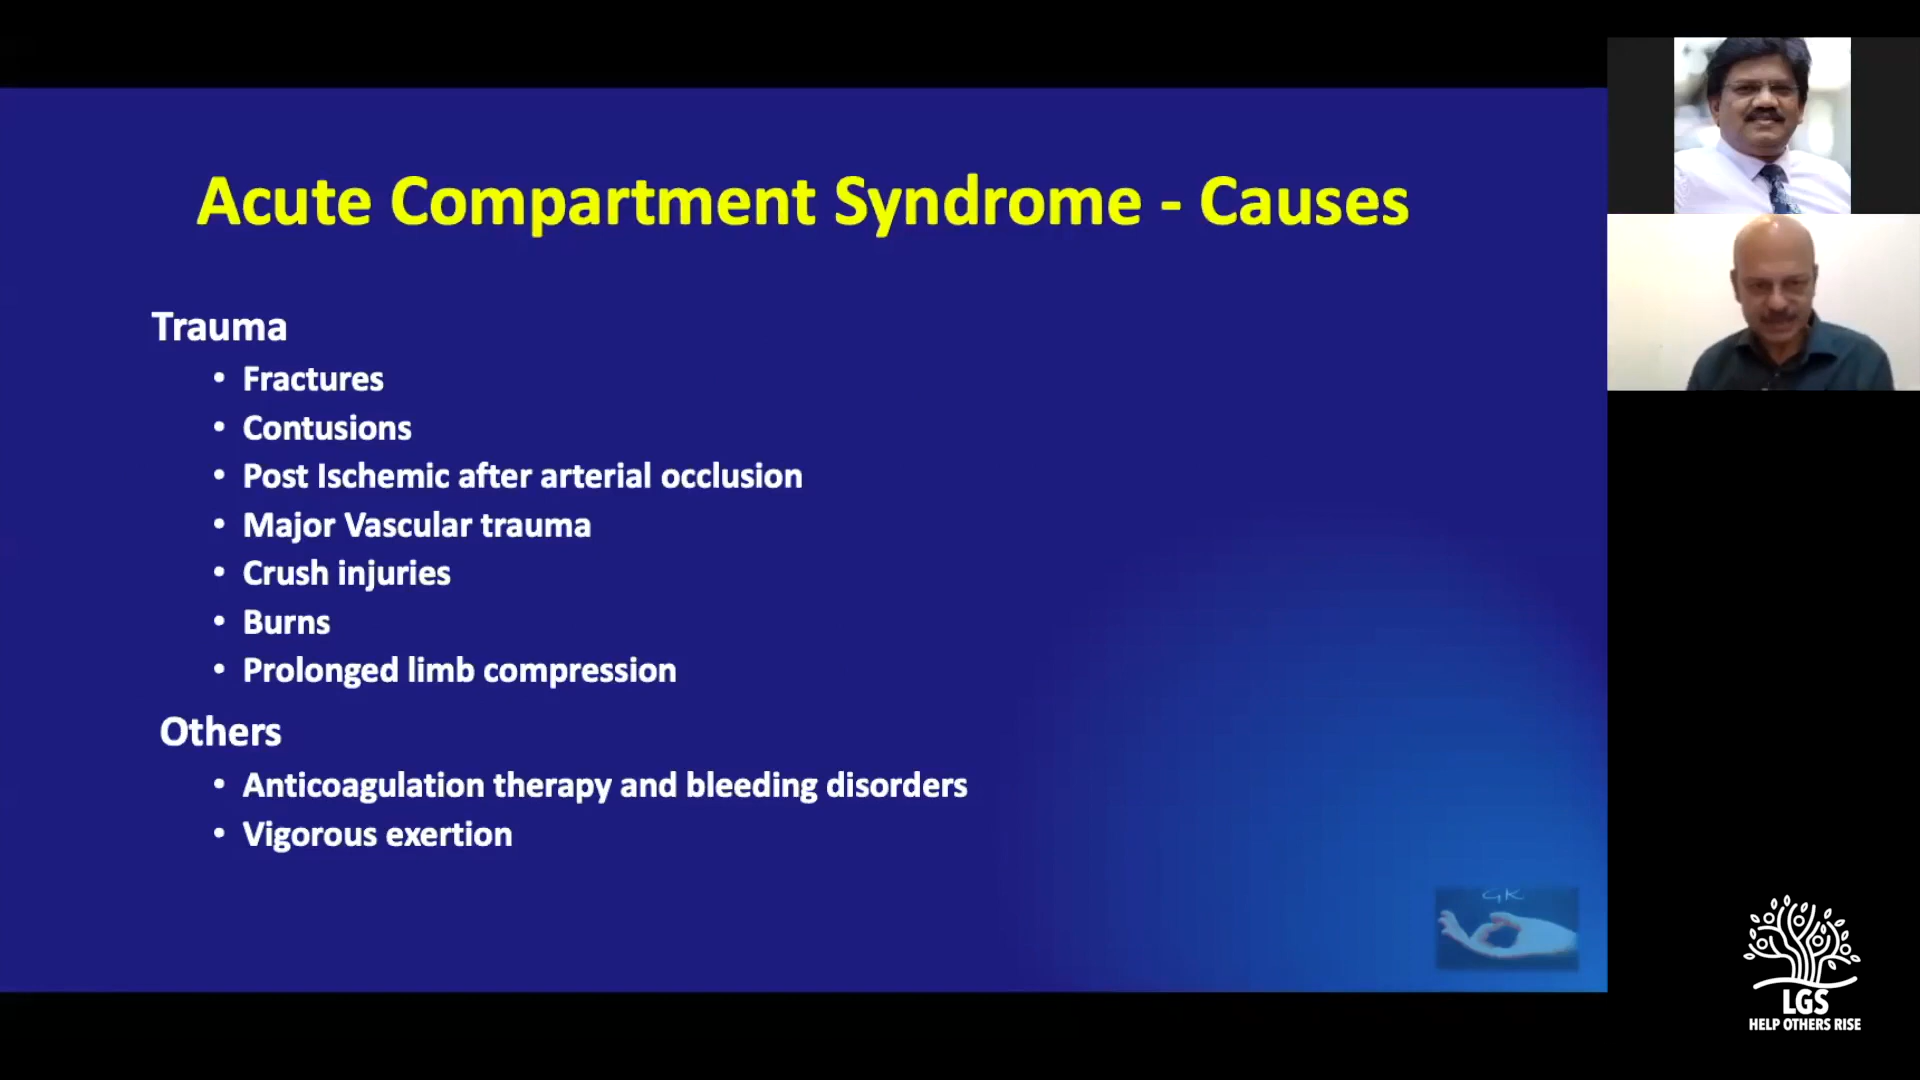 Acute Compartment Syndrome - Causes
Trauma
• Fractures
• Contusions
• Post Ischemic after arterial occlusion
• Major Vascular trauma
• Crush injuries
• Burns
• Prolonged limb compression
Others
• Anticoagulation therapy and bleeding disorders
• Vigorous exertion
GK
LGS
HELP OTHERS RISE